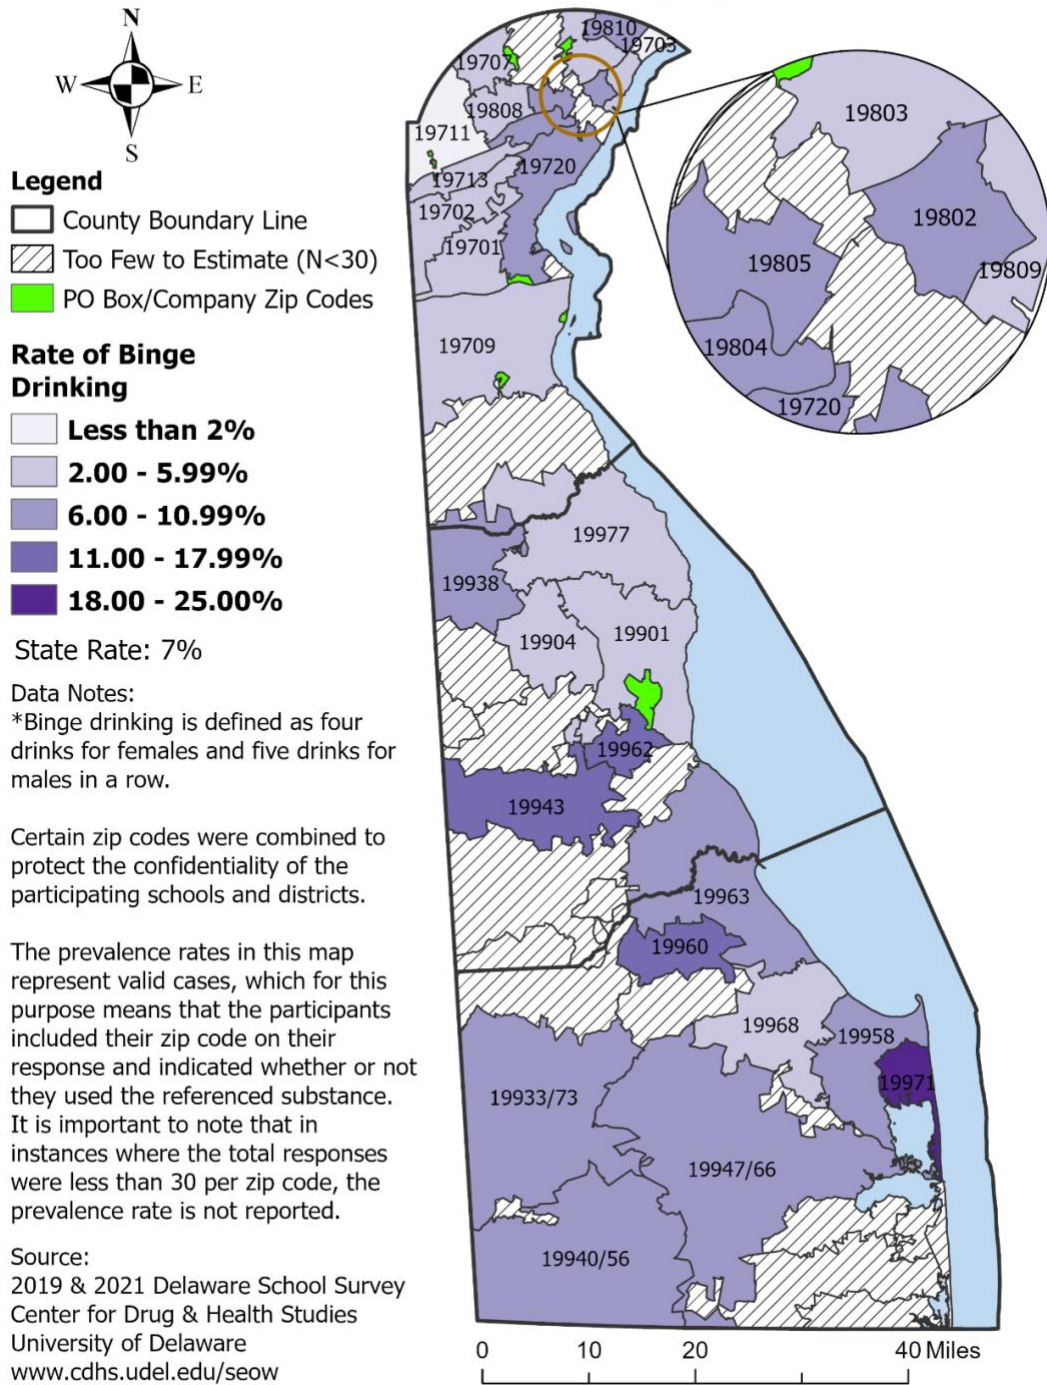 N
W E
S
Legend
County Boundary Line
Too Few to Estimate (N<30)
PO Box/Company Zip Codes
Rate of Binge
Drinking
Less than 2%
2.00 - 5.99%
6.00 - 10.99%
11.00 - 17.99%
18.00 - 25.00%
State Rate: 7%
Data Notes:
*Binge drinking is defined as four
drinks for females and five drinks for
males in a row.
Certain zip codes were combined to
protect the confidentiality of the
participating schools and districts.
The prevalence rates in this map
represent valid cases, which for this
purpose means that the participants
included their zip code on their
response and indicated whether or not
they used the referenced substance.
It is important to note that in
instances where the total responses
were less than 30 per zip code, the
prevalence rate is not reported.
Source:
2019 & 2021 Delaware School Survey
Center for Drug & Health Studies
University of Delaware
www.cdhs.udel.edu/seow
19810
19703
19707
19808
19711
19720
19713
19702
19701
19709
19803
19802
19805
19809
19804
19720
19977
19938
19904
19901
19962
19943
19963
19960
19968
19958
19971
19933/73
19947/66
19940/56
0 10 20 40 Miles